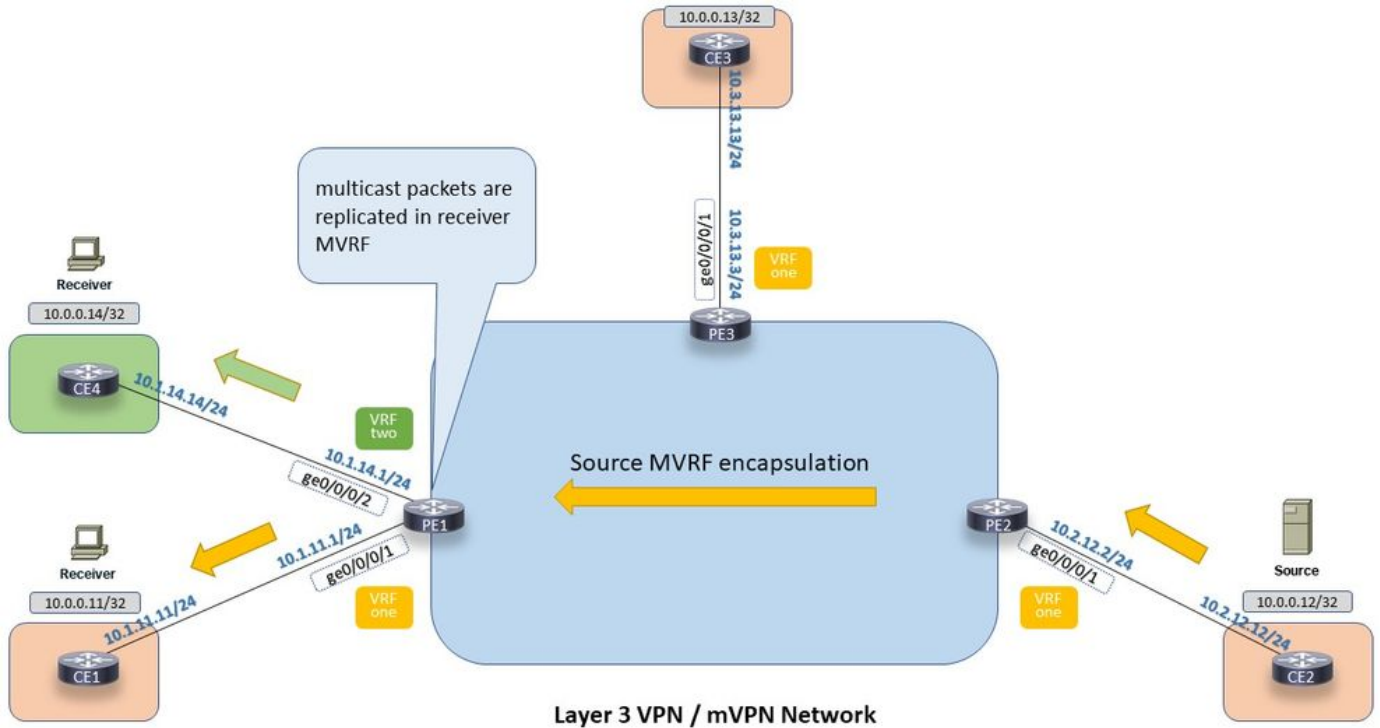 10.0.0.13/32
CE3
10.3.13.13/24
multicast packets are
replicated in receiver
MVRF
ge0/0/0/1
10.3.13.3/24
VRF
one
PE3
Receiver
10.0.0.14/32
CE4
10.1.14.14/24
VRF
two
10.1.14.1/24
ge0/0/0/2
Source MVRF encapsulation
PE1
PE2
Receiver
10.0.0.11/32
10.1.11.1/24
ge0/0/0/1
10.1.11.11/24
VRF
one
CE1
10.2.12.2/24
ge0/0/0/1
VRF
one
Source
10.0.0.12/32
10.2.12.12/24
CE2
Layer 3 VPN / mVPN Network